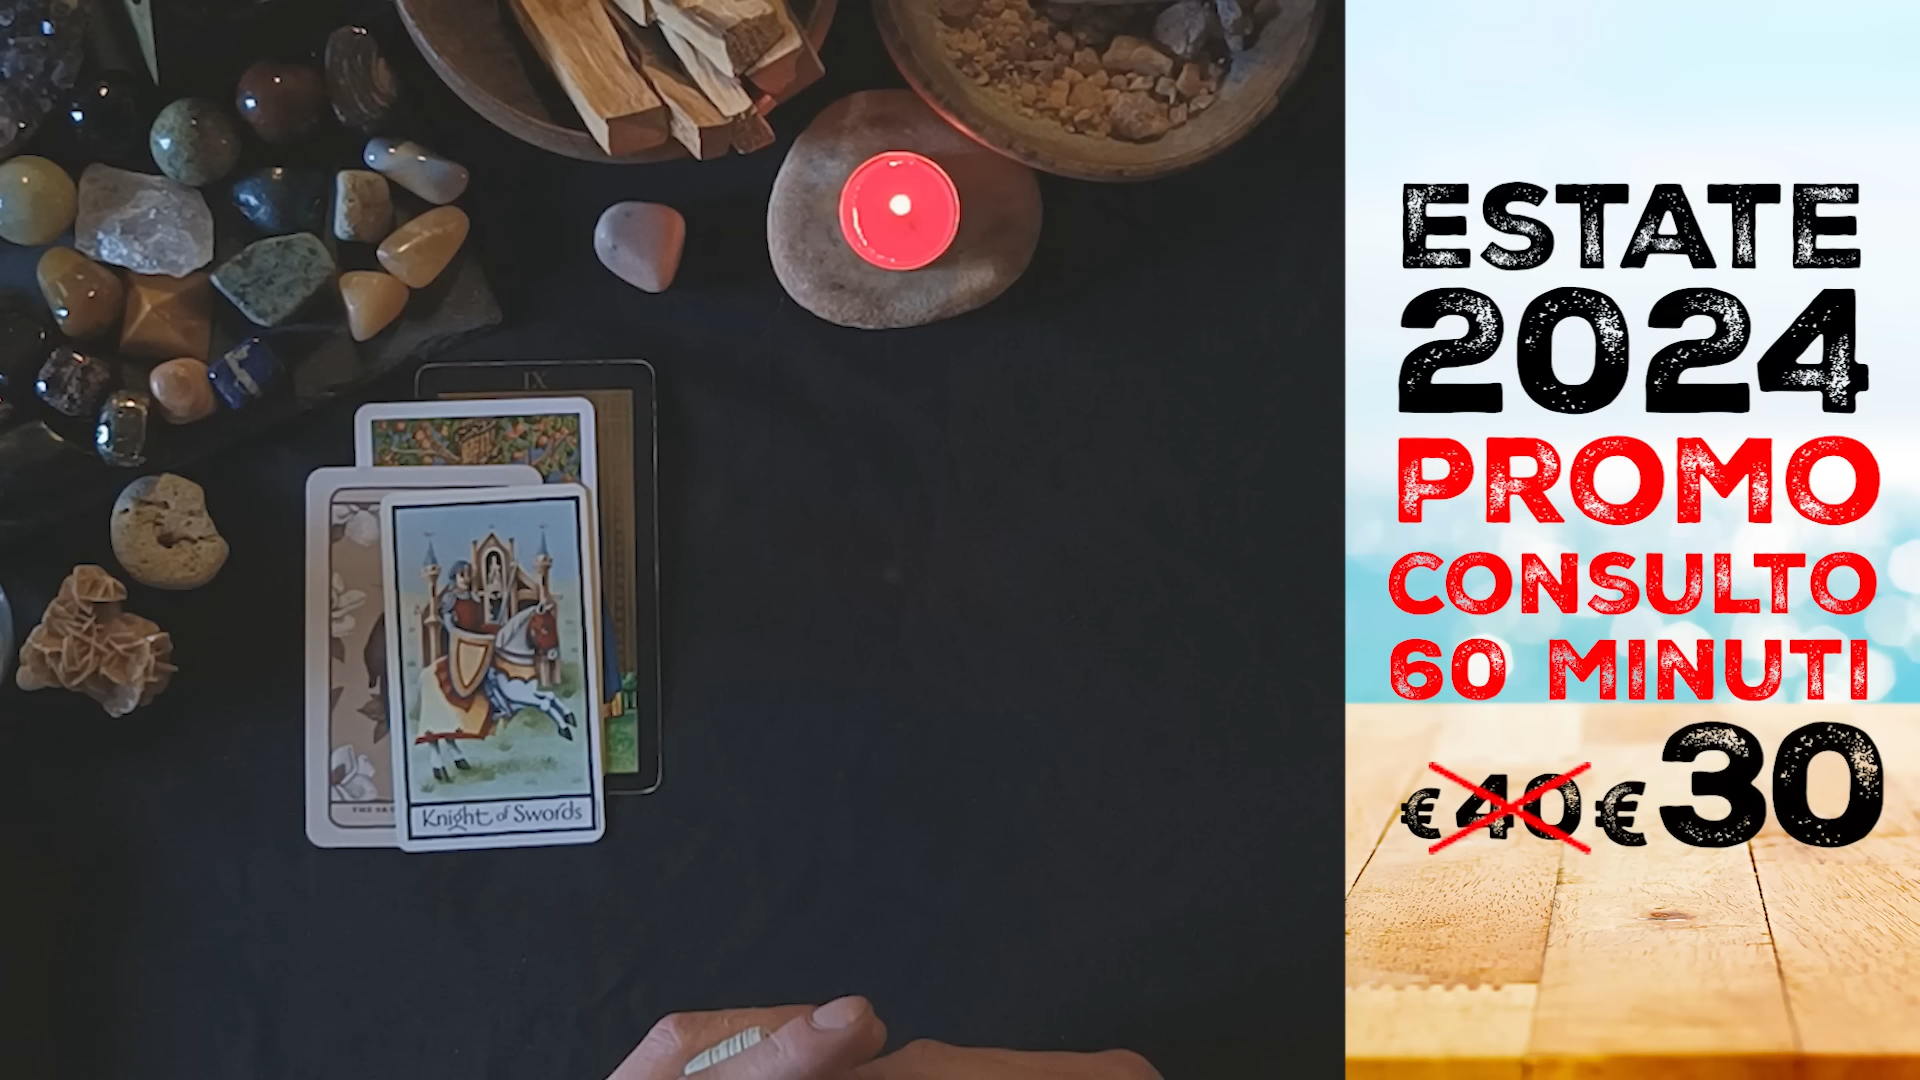 IX
Knight of Swords
ESTATE
2024
PROMO
CONSULTO
60 MINUTI
€ 40 € 30